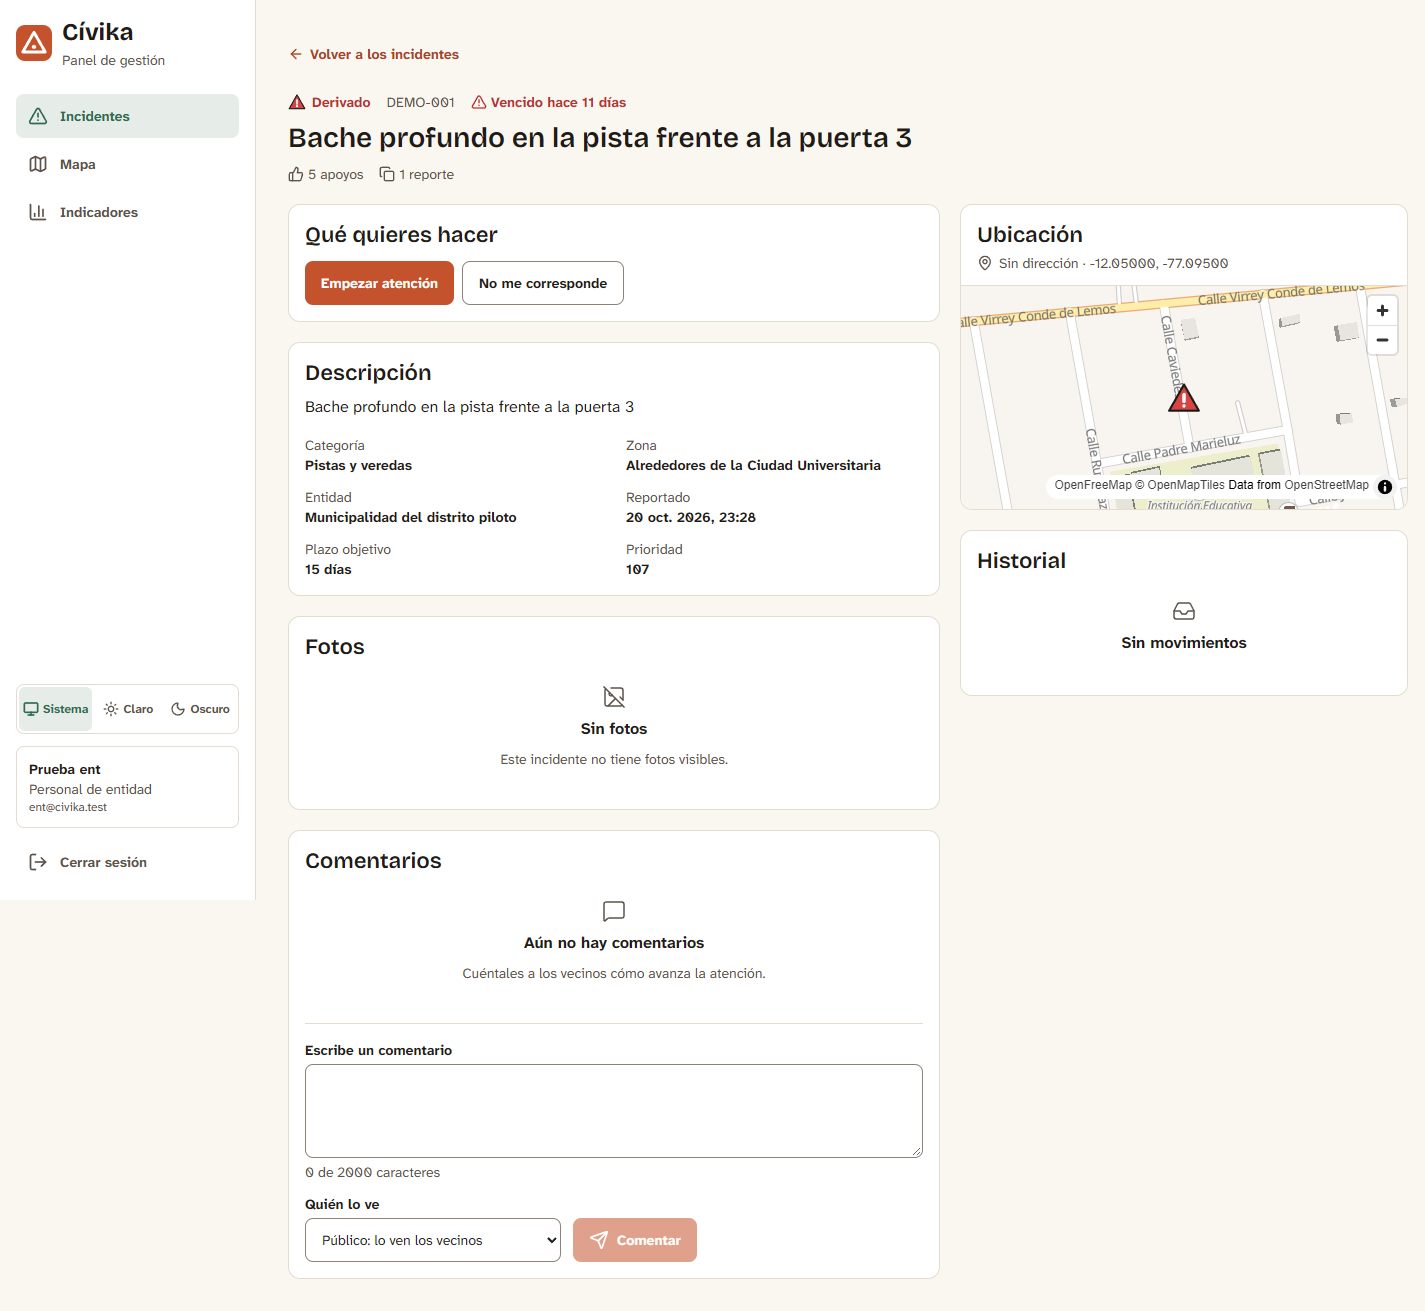 Cívika
Panel de gestión
Incidentes
Mapa
Indicadores
Sistema
Claro
Oscuro
Prueba ent
Personal de entidad
ent@civika.test
Cerrar sesión
Volver a los incidentes
Derivado DEMO-001 Vencido hace 11 días
Bache profundo en la pista frente a la puerta 3
5 apoyos 1 reporte
Qué quieres hacer
Empezar atención No me corresponde
Descripción
Bache profundo en la pista frente a la puerta 3
Categoría
Pistas y veredas
Zona
Alrededores de la Ciudad Universitaria
Entidad
Municipalidad del distrito piloto
Reportado
20 oct. 2026, 23:28
Plazo objetivo
15 días
Prioridad
107
Fotos
Sin fotos
Este incidente no tiene fotos visibles.
Comentarios
Aún no hay comentarios
Cuéntales a los vecinos cómo avanza la atención.
Escribe un comentario
0 de 2000 caracteres
Quién lo ve
Público: lo ven los vecinos
Comentar
Ubicación
Sin dirección · -12.05000, -77.09500
Calle Virrey Conde de Lemos
alle Virrey Conde de Lemos
Calle Caviede
Calle Padre Marieluz
Calle Ru
+
−
OpenFreeMap © OpenMapTiles Data from OpenStreetMap
Institución Educativa
Historial
Sin movimientos